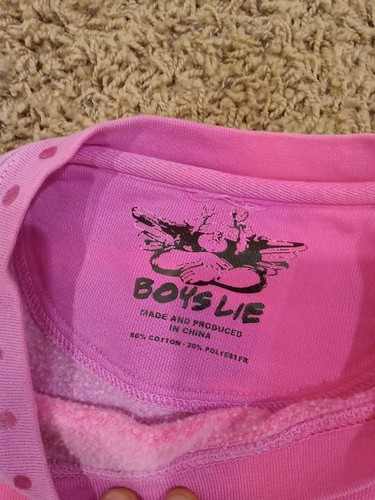 BOYS LIE
MADE AND PRODUCED
IN CHINA
80% COTTON - 20% POLYESTER